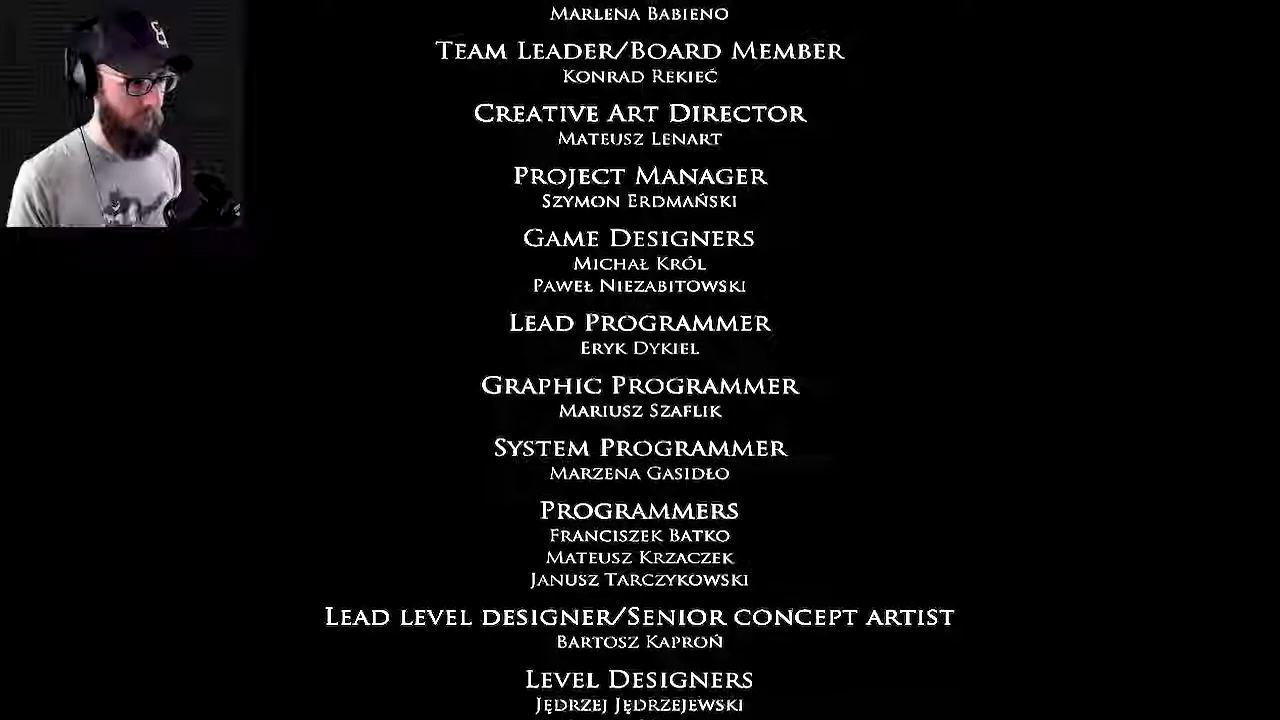 Marlena Babieno
Team Leader/Board Member
Konrad Rekieć
Creative Art Director
Mateusz Lenart
Project Manager
Szymon Erdmański
Game Designers
Michał Król
Paweł Niezabitowski
Lead Programmer
Eryk Dykiel
Graphic Programmer
Mariusz Szaflik
System Programmer
Marzena Gasidło
Programmers
Franciszek Batko
Mateusz Krzaczek
Janusz Tarczykowski
Lead level designer/Senior concept artist
Bartosz Kaproń
Level Designers
Jędrzej Jędrzejewski